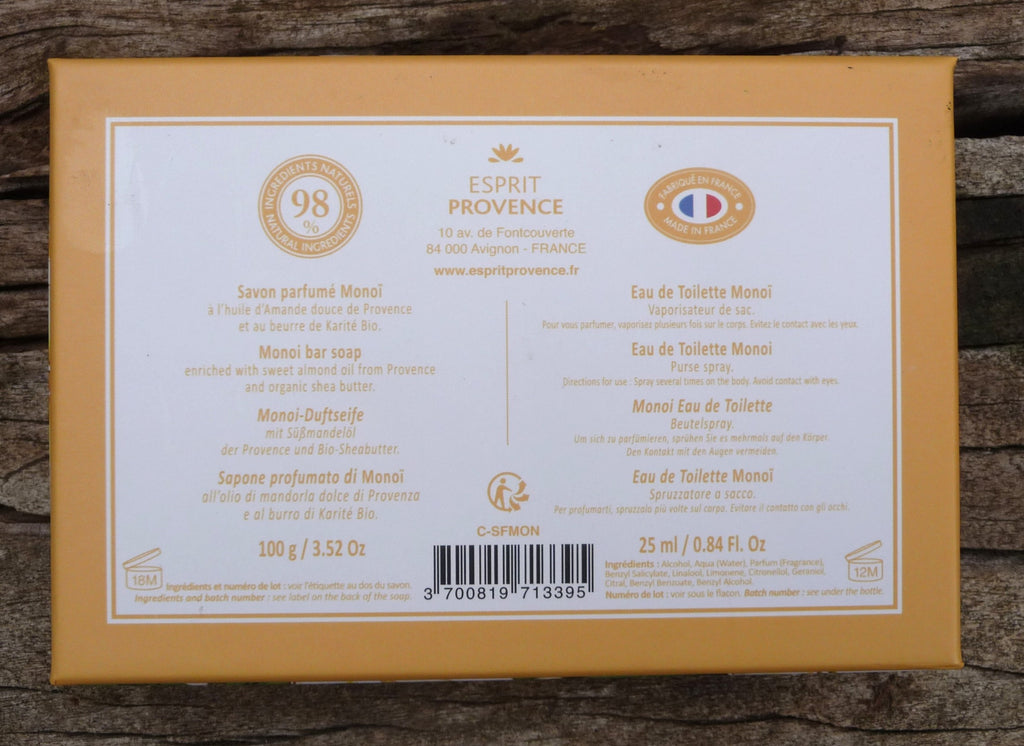 INGREDIENTS NATURELS
98
%
NATURAL INGREDIENTS
ESPRIT
PROVENCE
10 av. de Fontcouverte
84 000 Avignon - FRANCE
www.espritprovence.fr
FABRIQUÉ EN FRANCE
MADE IN FRANCE
Savon parfumé Monoï
à l'huile d'Amande douce de Provence
et au beurre de Karité Bio.
Monoi bar soap
enriched with sweet almond oil from Provence
and organic shea butter.
Monoi-Duftseife
mit Süßmandelöl
der Provence und Bio-Sheabutter.
Sapone profumato di Monoï
all'olio di mandorla dolce di Provenza
e al burro di Karité Bio.
100 g / 3.52 Oz
18M
Ingrédients et numéro de lot : voir l'étiquette au dos du savon.
Ingredients and batch number : see label on the back of the soap.
C-SFMON
3 700819 713395
Eau de Toilette Monoï
Vaporisateur de sac.
Pour vous parfumer, vaporisez plusieurs fois sur le corps. Evitez le contact avec les yeux.
Eau de Toilette Monoi
Purse spray.
Directions for use : Spray several times on the body. Avoid contact with eyes.
Monoi Eau de Toilette
Beutelspray.
Um sich zu parfümieren, sprühen Sie es mehrmals auf den Körper.
Den Kontakt mit den Augen vermeiden.
Eau de Toilette Monoï
Spruzzatore a sacco.
Per profumarti, spruzzalo più volte sul corpo. Evitare il contatto con gli occhi.
25 ml / 0.84 Fl. Oz
Ingrédients : Alcohol, Aqua (Water), Parfum (Fragrance),
Benzyl Salicylate, Linalool, Limonene, Citronellol, Geraniol,
Citral, Benzyl Benzoate, Benzyl Alcohol.
Numéro de lot : voir sous le flacon. Batch number : see under the bottle.
12M